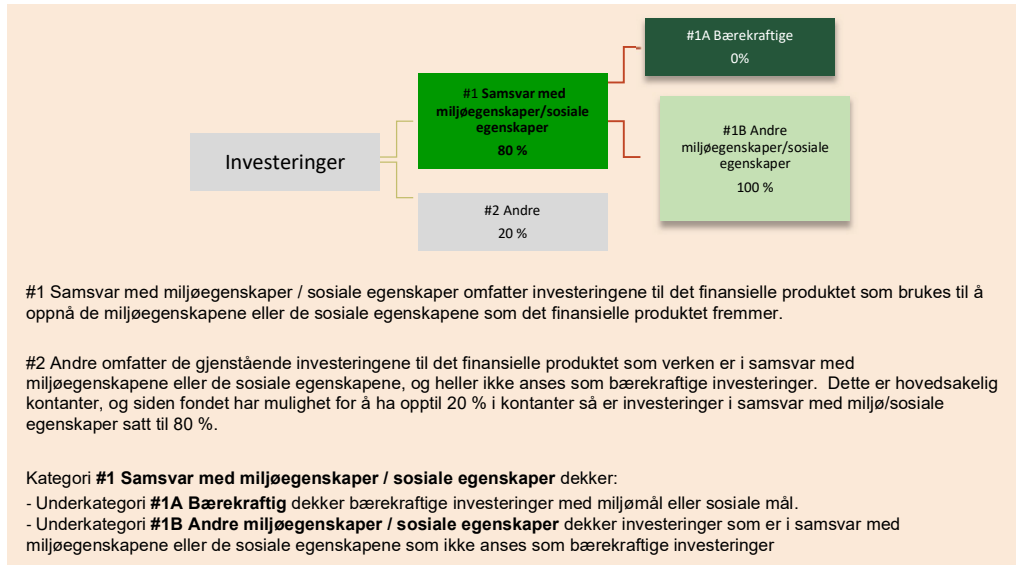 #1A Bærekraftige
0%
#1 Samsvar med
miljøegenskaper/sosiale
egenskaper
80 %
#1B Andre
miljøegenskaper/sosiale
egenskaper
100 %
Investeringer
#2 Andre
20 %
#1 Samsvar med miljøegenskaper / sosiale egenskaper omfatter investeringene til det finansielle produktet som brukes til å
oppnå de miljøegenskapene eller de sosiale egenskapene som det finansielle produktet fremmer.
#2 Andre omfatter de gjenstående investeringene til det finansielle produktet som verken er i samsvar med
miljøegenskapene eller de sosiale egenskapene, og heller ikke anses som bærekraftige investeringer.  Dette er hovedsakelig
kontanter, og siden fondet har mulighet for å ha opptil 20 % i kontanter så er investeringer i samsvar med miljø/sosiale
egenskaper satt til 80 %.
Kategori #1 Samsvar med miljøegenskaper / sosiale egenskaper dekker:
- Underkategori #1A Bærekraftig dekker bærekraftige investeringer med miljømål eller sosiale mål.
- Underkategori #1B Andre miljøegenskaper / sosiale egenskaper dekker investeringer som er i samsvar med
miljøegenskapene eller de sosiale egenskapene som ikke anses som bærekraftige investeringer